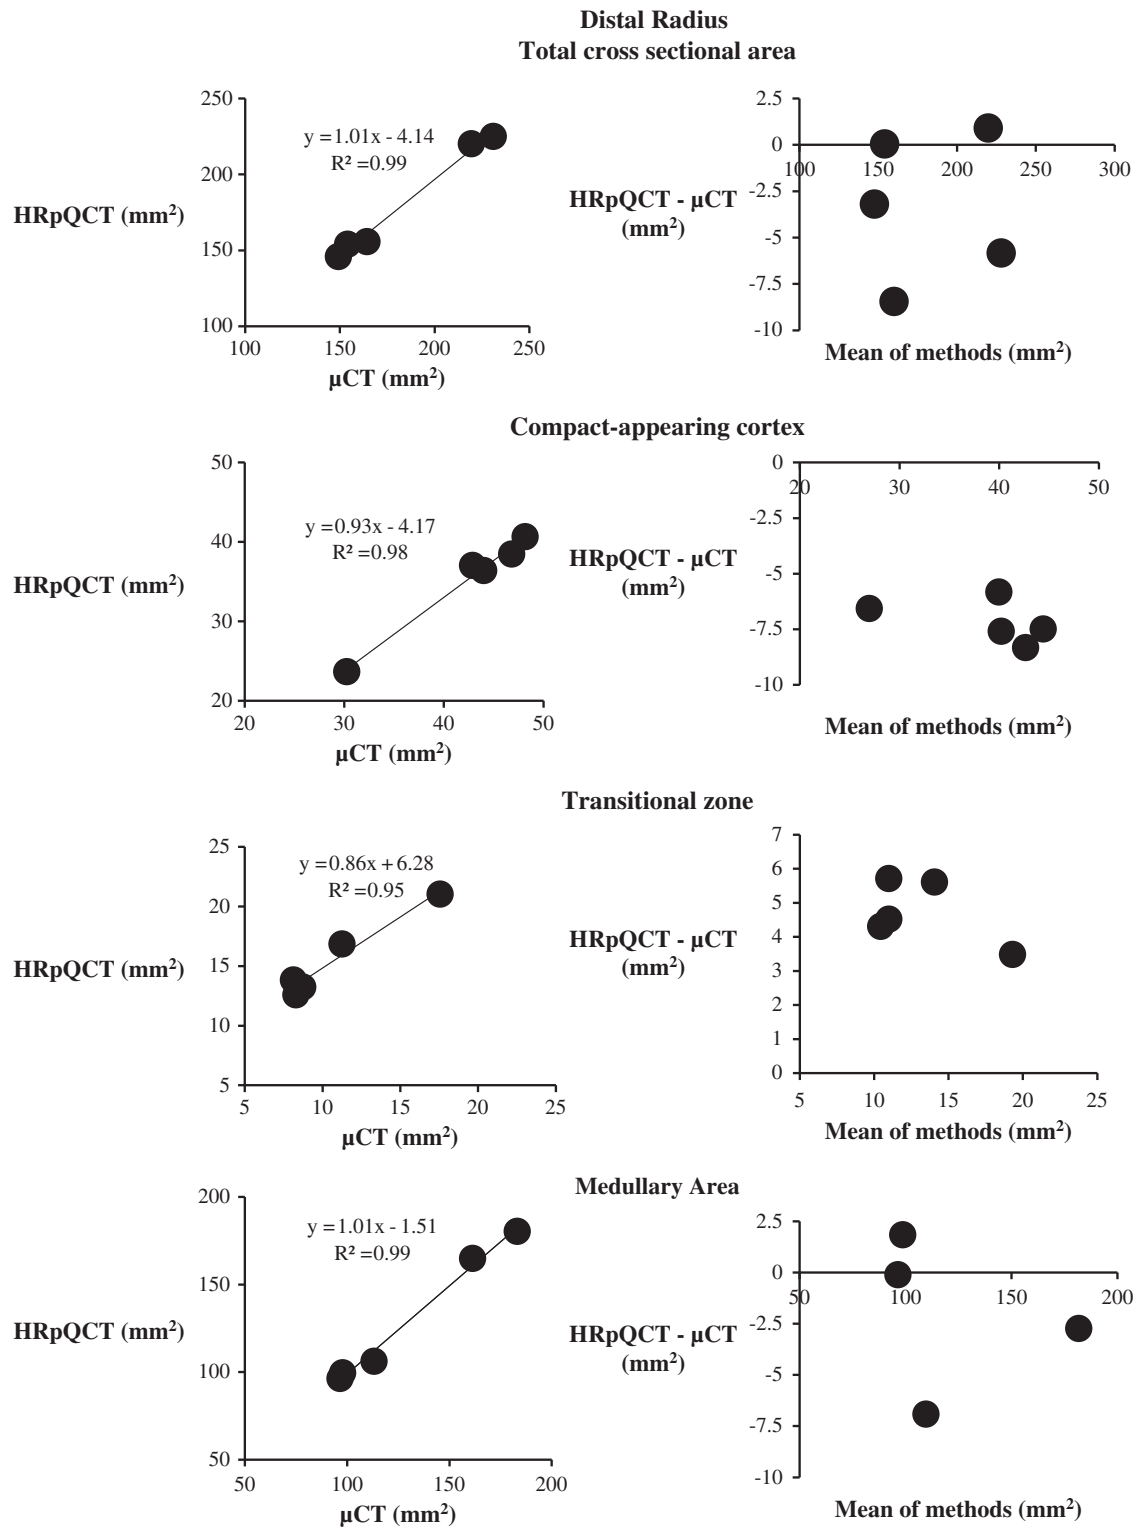 Distal Radius
Total cross sectional area
250
200
150
100
100 150 200 250
y =1.01x - 4.14
R² =0.99
HRpQCT (mm²)
µCT (mm²)
2.5
0
-2.5
-5
-7.5
-10
100 150 200 250 300
HRpQCT - µCT
(mm²)
Mean of methods (mm²)
Compact-appearing cortex
50
40
30
20
20 30 40 50
y =0.93x - 4.17
R² =0.98
HRpQCT (mm²)
µCT (mm²)
0
-2.5
-5
-7.5
-10
20 30 40 50
HRpQCT - µCT
(mm²)
Mean of methods (mm²)
Transitional zone
25
20
15
10
5
5 10 15 20 25
y =0.86x + 6.28
R² =0.95
HRpQCT (mm²)
µCT (mm²)
7
6
5
4
3
2
1
0
5 10 15 20 25
HRpQCT - µCT
(mm²)
Mean of methods (mm²)
Medullary Area
200
150
100
50
50 100 150 200
y =1.01x - 1.51
R² =0.99
HRpQCT (mm²)
µCT (mm²)
2.5
0
-2.5
-5
-7.5
-10
50 100 150 200
HRpQCT - µCT
(mm²)
Mean of methods (mm²)